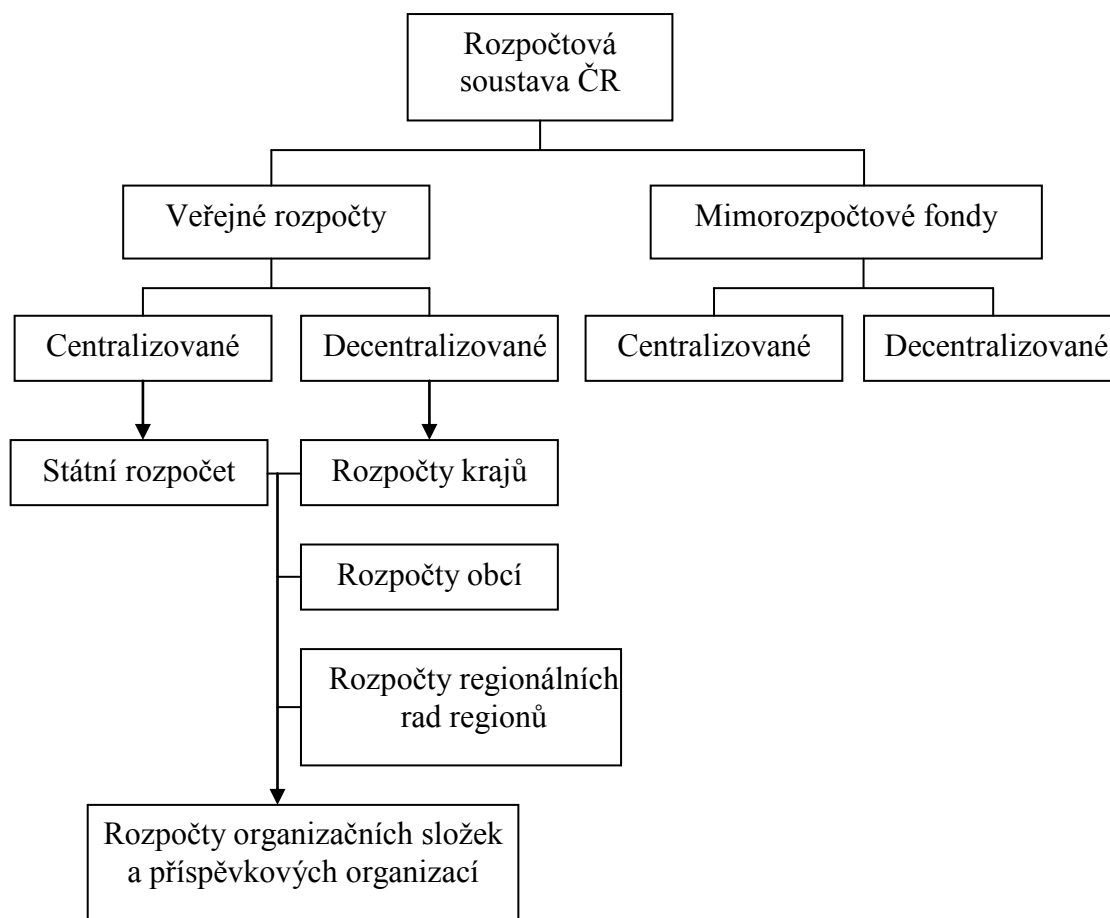 Rozpočtová
soustava ČR
Veřejné rozpočty
Mimorozpočtové fondy
Centralizované
Decentralizované
Centralizované
Decentralizované
Státní rozpočet
Rozpočty krajů
Rozpočty obcí
Rozpočty regionálních
rad regionů
Rozpočty organizačních složek
a příspěvkových organizací